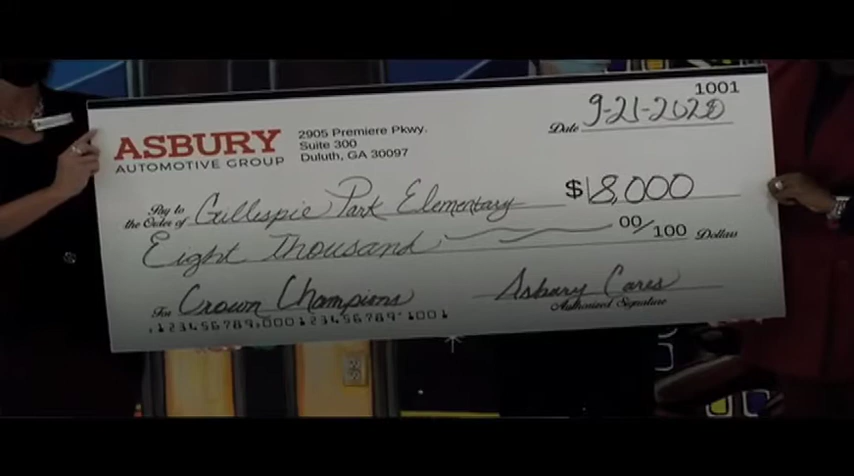 1001
Date 9-21-2020
ASBURY
AUTOMOTIVE GROUP
2905 Premiere Pkwy.
Suite 300
Duluth, GA 30097
Pay to
the Order of Gillespie Park Elementary $8,000
Eight Thousand 00/100 Dollars
For Crown Champions
Asbury Cares
Authorized Signature
123456789 000123456789 1001